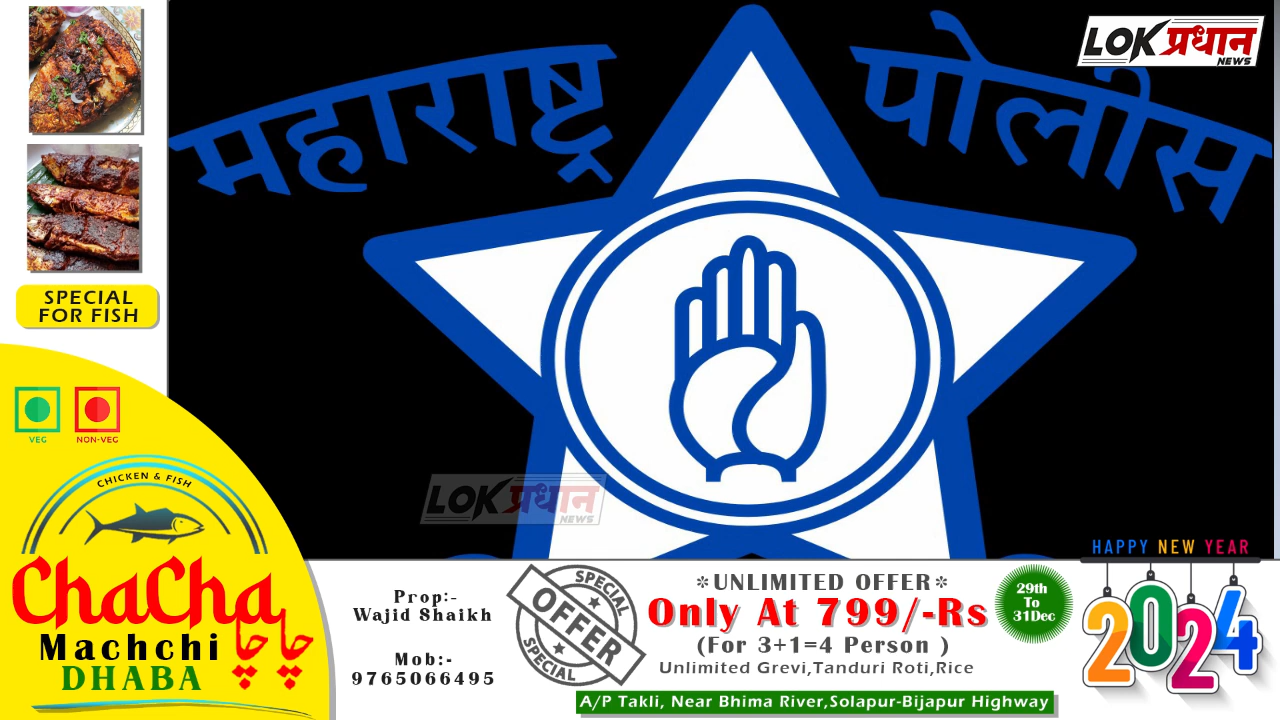 महाराष्ट्र पोलीस
LOKप्रधान
NEWS
SPECIAL
FOR FISH
VEG
NON-VEG
CHICKEN & FISH
ChaCha
Machchi
DHABA
چاچا
LOKप्रधान
NEWS
Prop:-
Wajid Shaikh
Mob:-
9765066495
SPECIAL
OFFER
SPECIAL
*UNLIMITED OFFER*
Only At 799/-Rs
(For 3+1=4 Person )
Unlimited Grevi,Tanduri Roti,Rice
A/P Takli, Near Bhima River,Solapur-Bijapur Highway
29th
To
31Dec
HAPPY NEW YEAR
2024